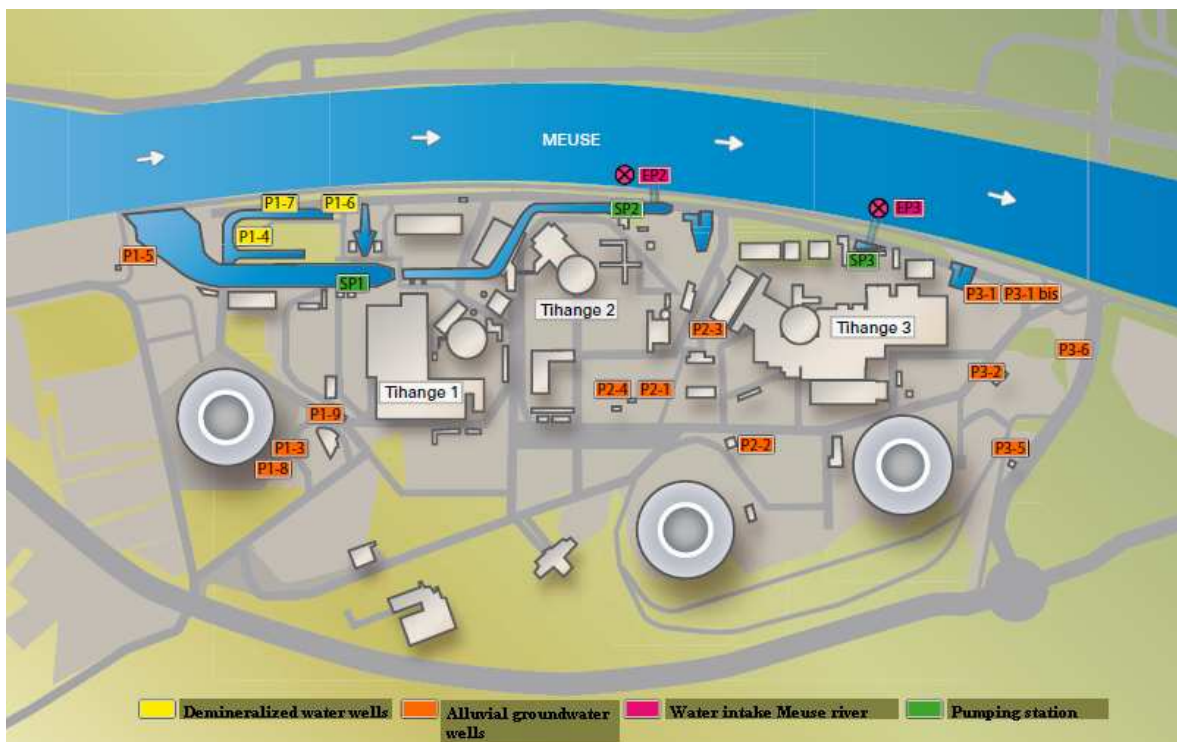 MEUSE
EP2
P1-7
P1-6
SP2
EP3
P1-4
P1-5
SP1
SP3
P3-1
P3-1 bis
Tihange 2
P2-3
Tihange 3
P3-6
P3-2
Tihange 1
P2-4
P2-1
P1-9
P1-3
P2-2
P3-5
P1-8
Demineralized water wells
Alluvial groundwater
wells
Water intake Meuse river
Pumping station